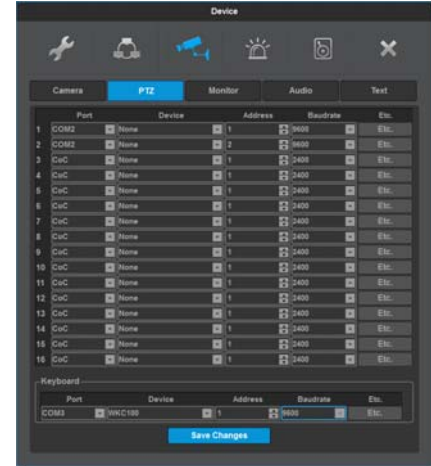 Device
Camera PTZ Monitor Audio Text
Port Device Address Baudrate Etc.
1 COM2 None 1 9600 Etc.
2 COM2 None 2 9600 Etc.
3 CoC None 1 2400 Etc.
4 CoC None 1 2400 Etc.
5 CoC None 1 2400 Etc.
6 CoC None 1 2400 Etc.
7 CoC None 1 2400 Etc.
8 CoC None 1 2400 Etc.
9 CoC None 1 2400 Etc.
10 CoC None 1 2400 Etc.
11 CoC None 1 2400 Etc.
12 CoC None 1 2400 Etc.
13 CoC None 1 2400 Etc.
14 CoC None 1 2400 Etc.
15 CoC None 1 2400 Etc.
16 CoC None 1 2400 Etc.
Keyboard
Port Device Address Baudrate Etc.
COM3 WKC100 1 9600 Etc.
Save Changes